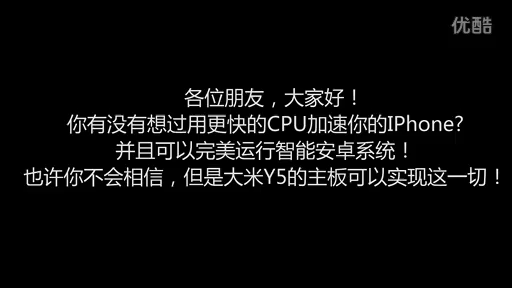 优酷
各位朋友，大家好！
你有没有想过用更快的CPU加速你的IPhone?
并且可以完美运行智能安卓系统！
也许你不会相信，但是大米Y5的主板可以实现这一切！